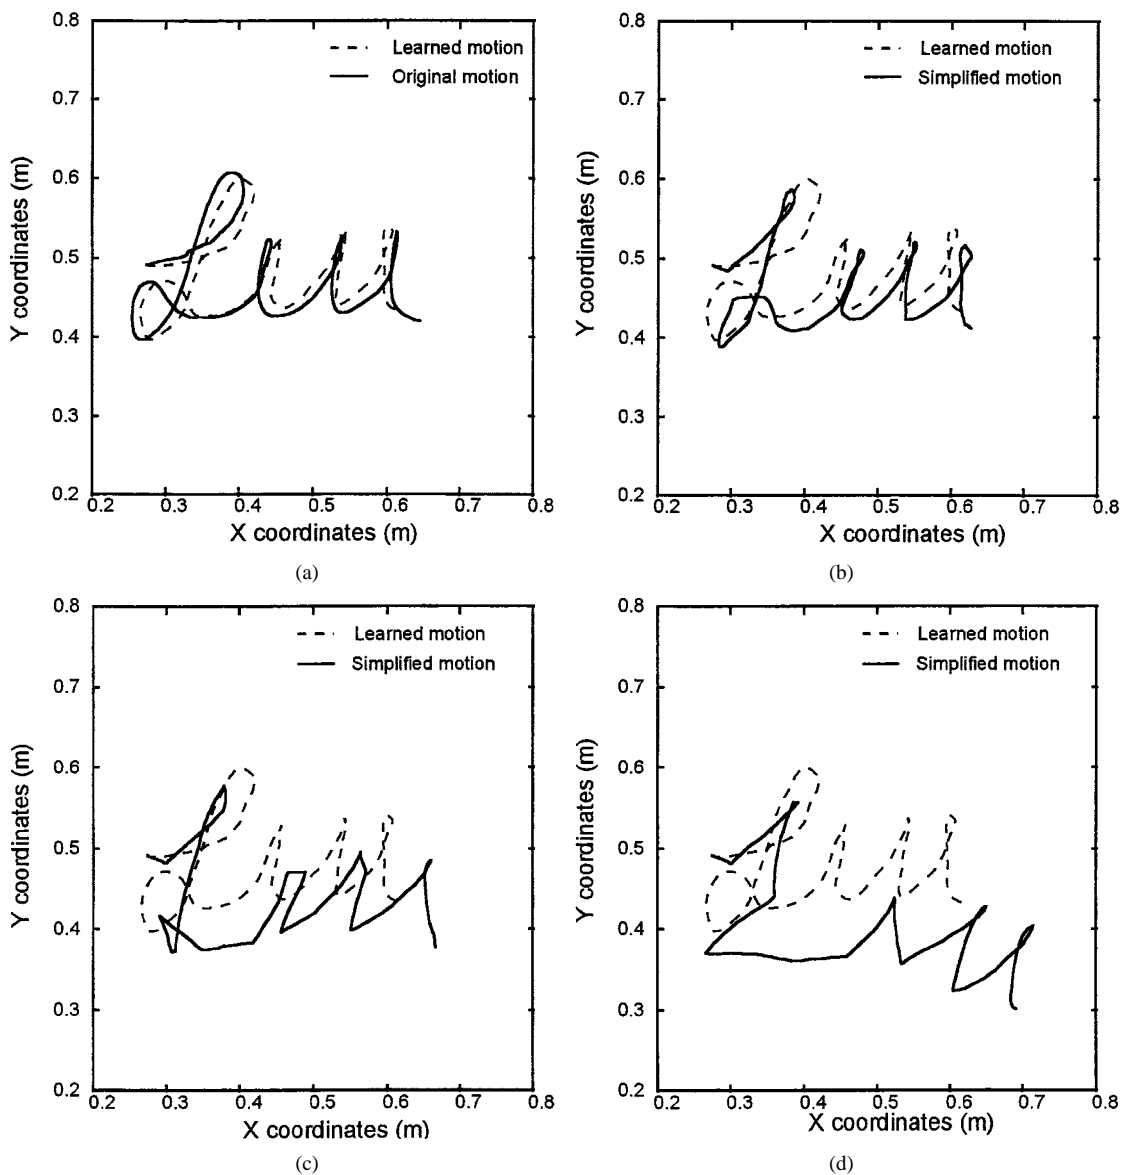 0.8
0.7
0.6
0.5
0.4
0.3
0.2
Y coordinates (m)
Learned motion
Original motion
0.2 0.3 0.4 0.5 0.6 0.7 0.8
X coordinates (m)
(a)
0.8
0.7
0.6
0.5
0.4
0.3
0.2
Y coordinates (m)
Learned motion
Simplified motion
0.2 0.3 0.4 0.5 0.6 0.7 0.8
X coordinates (m)
(b)
0.8
0.7
0.6
0.5
0.4
0.3
0.2
Y coordinates (m)
Learned motion
Simplified motion
0.2 0.3 0.4 0.5 0.6 0.7 0.8
X coordinates (m)
(c)
0.8
0.7
0.6
0.5
0.4
0.3
0.2
Y coordinates (m)
Learned motion
Simplified motion
0.2 0.3 0.4 0.5 0.6 0.7 0.8
X coordinates (m)
(d)